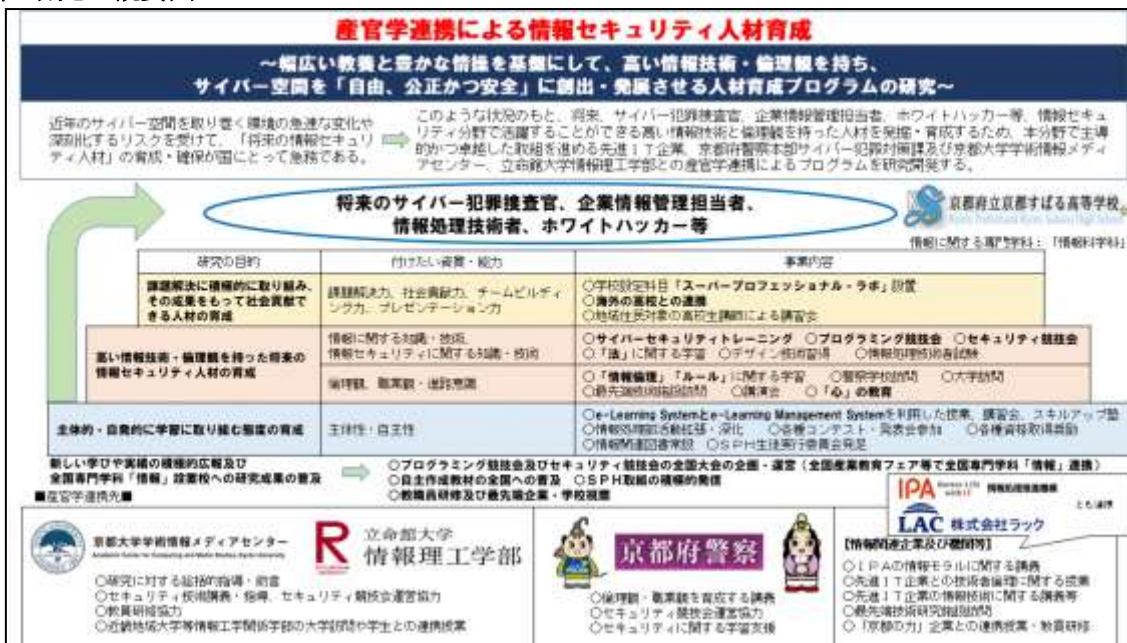 産官学連携による情報セキュリティ人材育成
～幅広い教養と豊かな情操を基盤にして、高い情報技術・倫理観を持ち、
サイバー空間を「自由、公正かつ安全」に創出・発展させる人材育成プログラムの研究～
近年のサイバー空間を取り巻く環境の急速な変化や
深刻化するリスクを受けて、「将来の情報セキュリ
ティ人材」の育成・確保が国にとって急務である。
このような状況のもと、将来、サイバー犯罪捜査官、企業情報管理担当者、ホワイトハッカー等、情報セキュ
リティ分野で活躍することができる高い情報技術と倫理観を持った人材を発掘・育成するため、本分野で主導
的かつ卓越した取組を進める先進IT企業、京都府警察本部サイバー犯罪対策課及び京都大学学術情報メディ
アセンター、立命館大学情報理工学部との産官学連携によるプログラムを研究開発する。
将来のサイバー犯罪捜査官、企業情報管理担当者、
情報処理技術者、ホワイトハッカー等
京都府立京都すばる高等学校
情報に関する専門学科：「情報科学科」
研究の目的 付けたい資質・能力 事業内容
課題解決に積極的に取り組み、
その成果をもって社会貢献で
きる人材の育成
課題解決力、社会貢献力、チームビルディ
ング力、プレゼンテーション力
○学校設定科目「スーパープロフェッショナル・ラボ」設置
○海外の高校との連携
○地域住民対象の高校生講師による講習会
高い情報技術・倫理観を持った将来の
情報セキュリティ人材の育成
情報に関する知識・技術、
情報セキュリティに関する知識・技術
○サイバーセキュリティトレーニング ○プログラミング競技会 ○セキュリティ競技会
○「法」に関する学習 ○デザイン技術習得 ○情報処理技術者試験
倫理観、職業観・進路意識
○「情報倫理」「ルール」に関する学習 ○警察学校訪問 ○大学訪問
○最先端技術施設訪問 ○講演会 ○「心」の教育
主体的・自発的に学習に取り組む態度の育成
主体性・自主性
○e-Learning Systemとe-Learning Management Systemを利用した授業、講習会、スキルアップ塾
○情報処理部活動拡張・深化 ○各種コンテスト・発表会参加 ○各種資格取得奨励
○情報関連図書常設 ○SPH生徒実行委員会発足
新しい学びや実績の積極的広報及び
全国専門学科「情報」設置校への研究成果の普及
○プログラミング競技会及びセキュリティ競技会の全国大会の企画・運営（全国産業教育フェア等で全国専門学科「情報」連携）
○自主作成教材の全国への普及 ○SPH取組の積極的発信
○教職員研修及び最先端企業・学校視察
■産官学連携先■
京都大学学術情報メディアセンター
Academic Center for Computing and Media Studies, Kyoto University
立命館大学
情報理工学部
○研究に対する総括的指導・助言
○セキュリティ技術講義・指導、セキュリティ競技会運営協力
○教員研修協力
○近畿地域大学等情報工学関係学部の大学訪問や学生との連携授業
京都府警察
○倫理観・職業観を育成する講義
○セキュリティ競技会運営協力
○セキュリティに関する学習支援
IPA
とも連携
LAC 株式会社ラック
【情報関連企業及び機関等】
○IPAの情報モラルに関する講義
○先進IT企業との技術者倫理に関する授業
○先進IT企業の情報技術に関する講義等
○最先端技術研究施設訪問
○「京都の力」企業との連携授業・教員研修